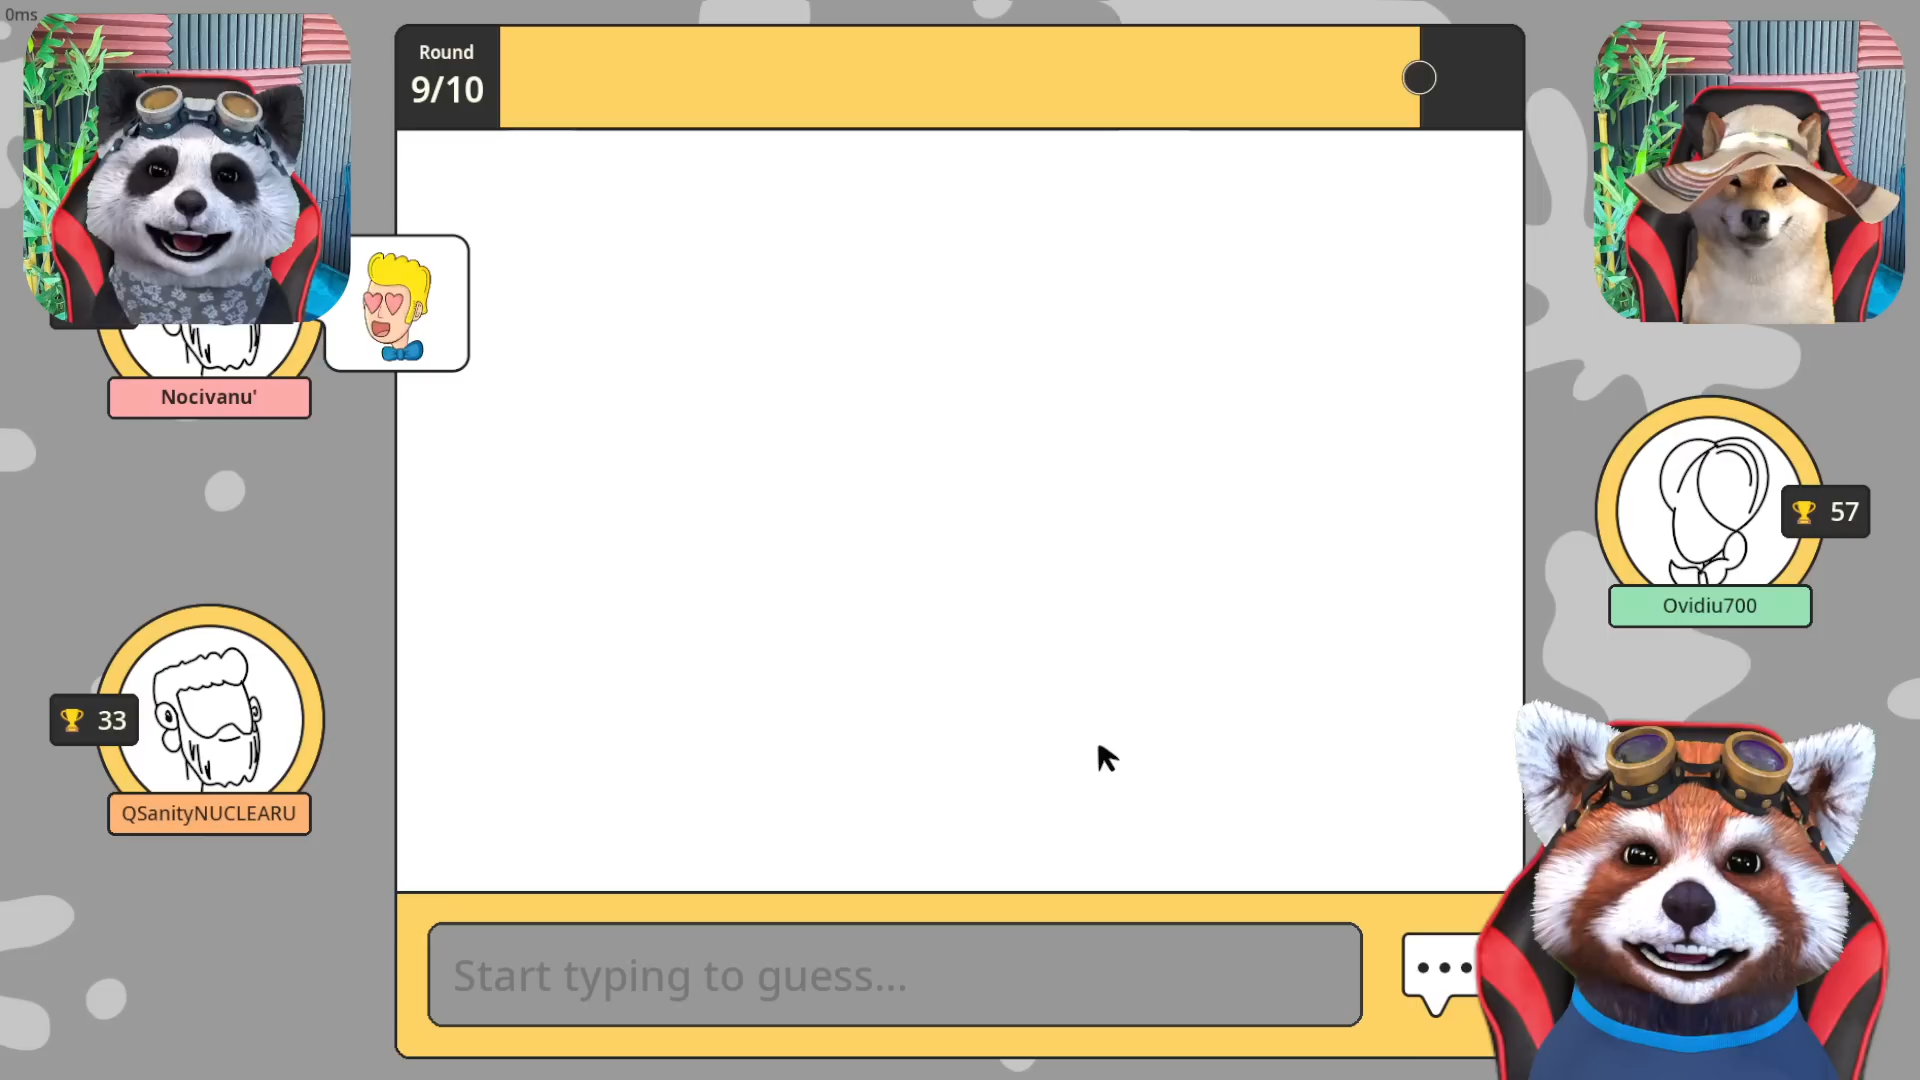 0ms
Round
9/10
Nocivanu'
57
Ovidiu700
33
QSanityNUCLEARU
Start typing to guess...